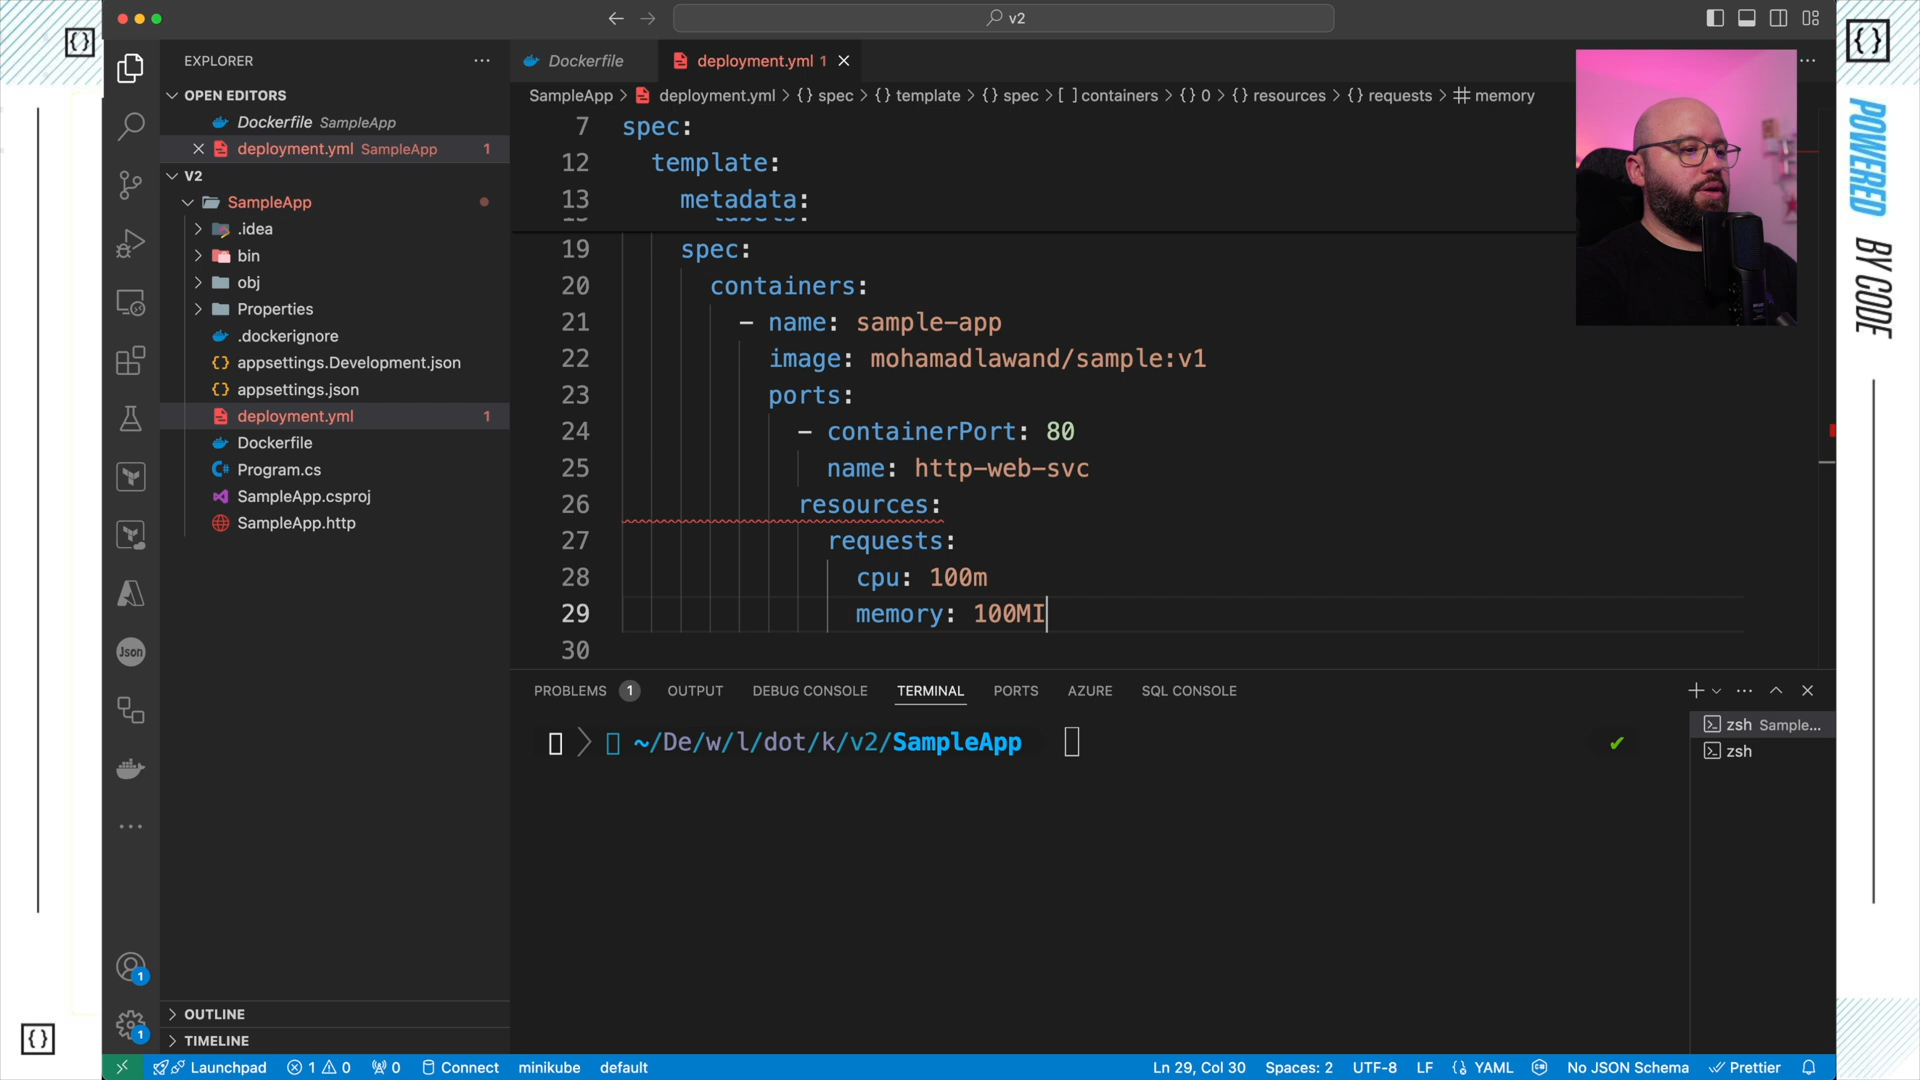 v2
EXPLORER
OPEN EDITORS
Dockerfile SampleApp
deployment.yml SampleApp 1
V2
SampleApp
.idea
bin
obj
Properties
.dockerignore
appsettings.Development.json
appsettings.json
deployment.yml 1
Dockerfile
Program.cs
SampleApp.csproj
SampleApp.http
OUTLINE
TIMELINE
Json
1
1
Dockerfile
deployment.yml 1
SampleApp > deployment.yml > {} spec > {} template > {} spec > [ ] containers > {} 0 > {} resources > {} requests > # memory
7 spec:
12 template:
13 metadata:
15 labels:
19 spec:
20 containers:
21 - name: sample-app
22 image: mohamadlawand/sample:v1
23 ports:
24 - containerPort: 80
25 name: http-web-svc
26 resources:
27 requests:
28 cpu: 100m
29 memory: 100MI
30
PROBLEMS 1 OUTPUT DEBUG CONSOLE TERMINAL PORTS AZURE SQL CONSOLE
~/De/w/l/dot/k/v2/SampleApp
zsh Sample...
zsh
Launchpad 1 0 0 Connect minikube default Ln 29, Col 30 Spaces: 2 UTF-8 LF {} YAML No JSON Schema Prettier
{}
{}
{}
POWERED BY CODE